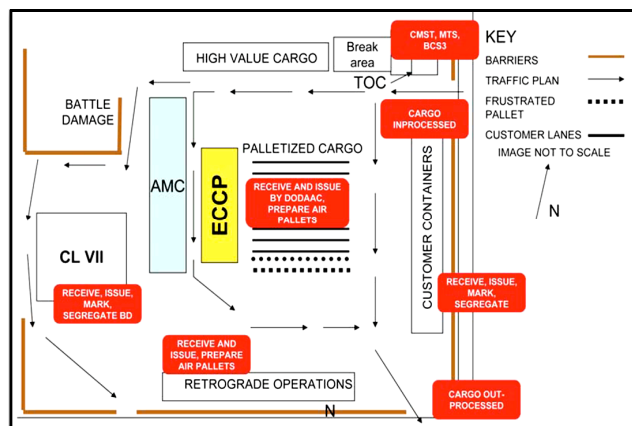 CMST, MTS,
BCS3
KEY
HIGH VALUE CARGO
Break
area
TOC
BARRIERS
TRAFFIC PLAN
FRUSTRATED
PALLET
CUSTOMER LANES
IMAGE NOT TO SCALE
N
BATTLE
DAMAGE
CARGO
INPROCESSED
AMC
ECCP
PALLETIZED CARGO
RECEIVE AND ISSUE
BY DODAAC,
PREPARE AIR
PALLETS
CUSTOMER CONTAINERS
CL VII
RECEIVE, ISSUE,
MARK,
SEGREGATE BD
RECEIVE, ISSUE,
MARK,
SEGREGATE
RECEIVE AND
ISSUE, PREPARE
AIR PALLETS
RETROGRADE OPERATIONS
N
CARGO OUT-
PROCESSED